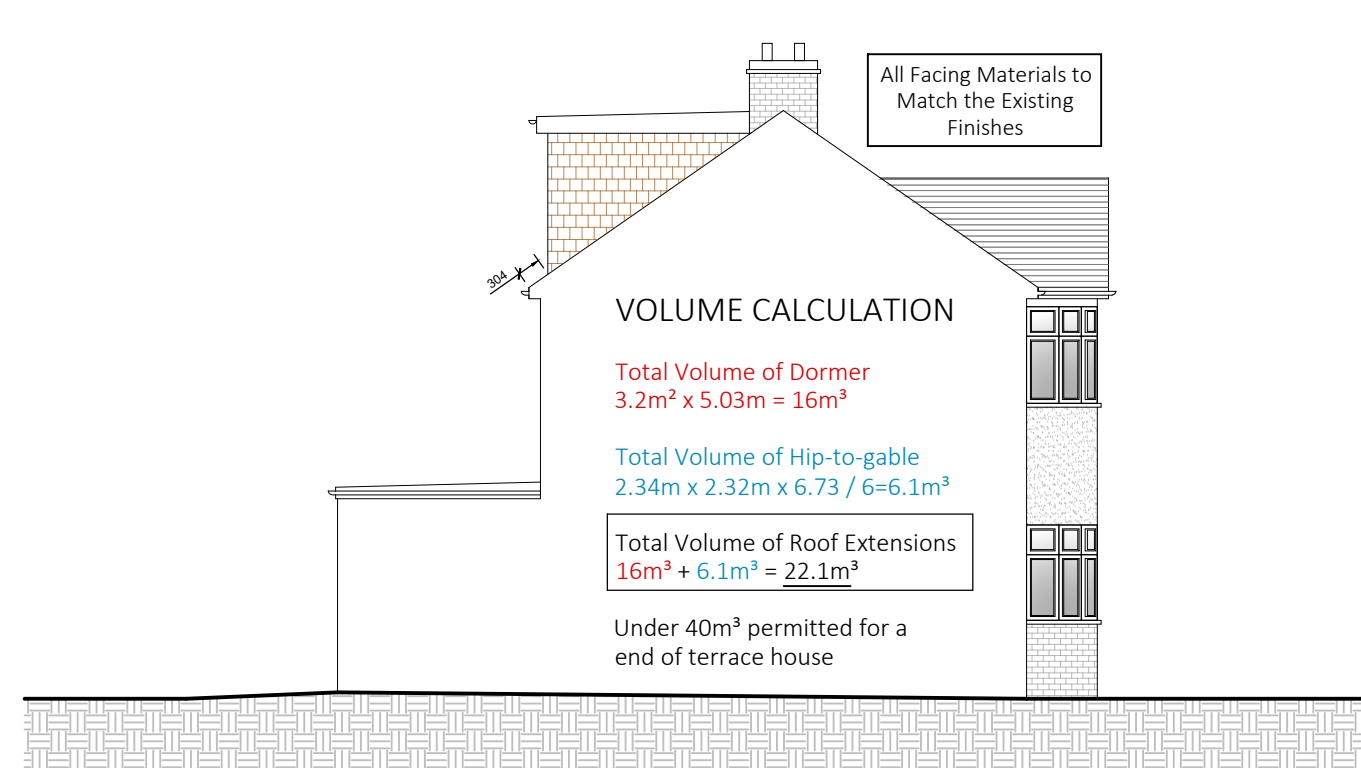 All Facing Materials to
Match the Existing
Finishes
304
VOLUME CALCULATION
Total Volume of Dormer
3.2m² x 5.03m = 16m³
Total Volume of Hip-to-gable
2.34m x 2.32m x 6.73 / 6=6.1m³
Total Volume of Roof Extensions
16m³ + 6.1m³ = 22.1m³
Under 40m³ permitted for a
end of terrace house